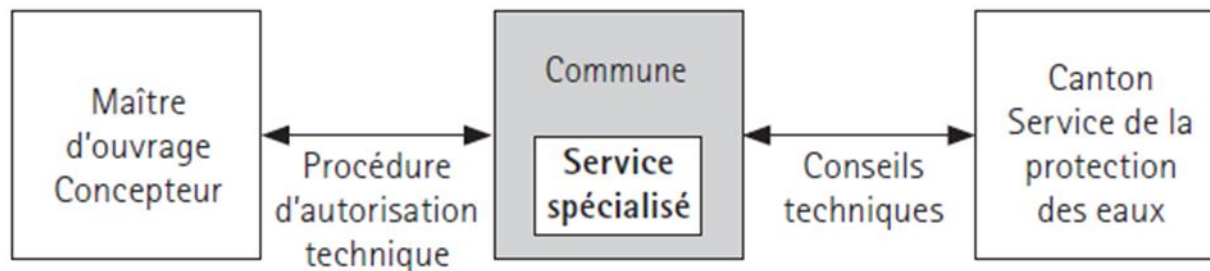 Maître
d'ouvrage
Concepteur
Procédure
d'autorisation
technique
Commune
Service
spécialisé
Conseils
techniques
Canton
Service de la
protection
des eaux